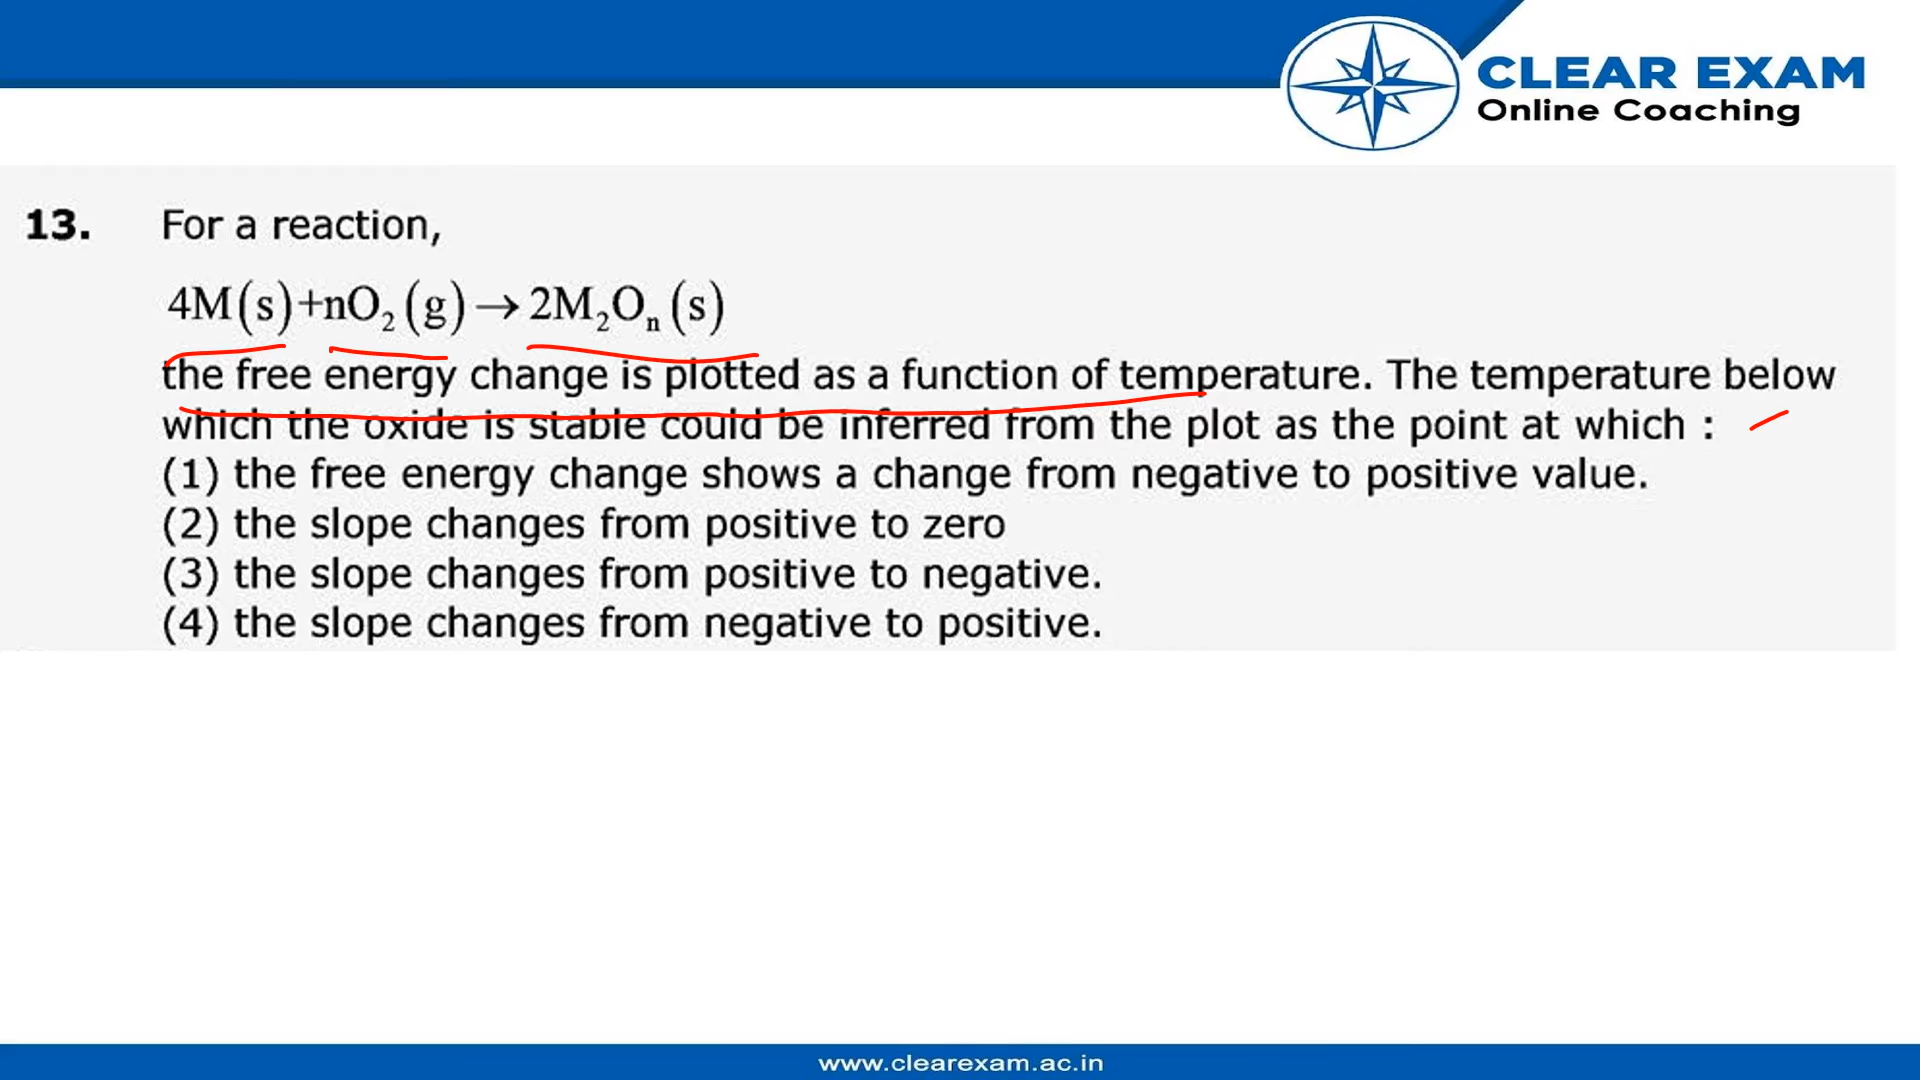 CLEAR EXAM
Online Coaching
13. For a reaction,
4M(s)+nO₂(g)→2M₂Oₙ(s)
the free energy change is plotted as a function of temperature. The temperature below
which the oxide is stable could be inferred from the plot as the point at which :
(1) the free energy change shows a change from negative to positive value.
(2) the slope changes from positive to zero
(3) the slope changes from positive to negative.
(4) the slope changes from negative to positive.
www.clearexam.ac.in